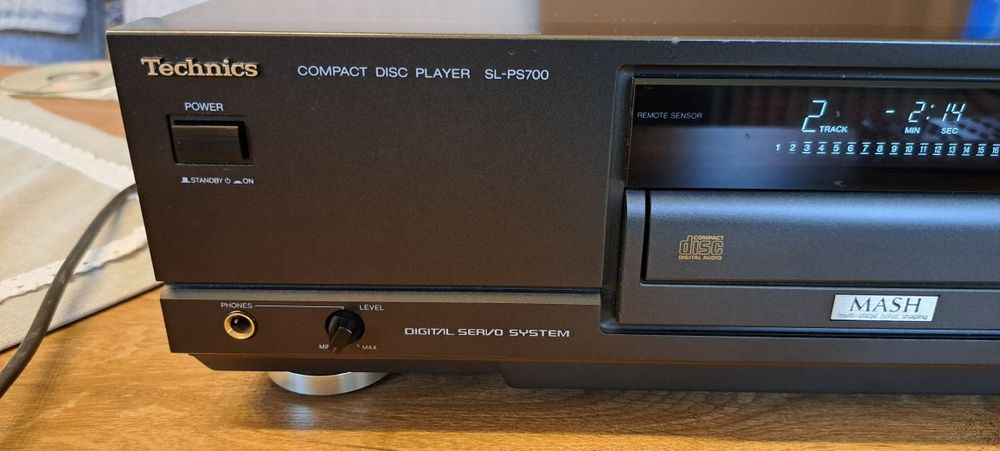 Technics
COMPACT DISC PLAYER SL-PS700
POWER
STANDBY ON
REMOTE SENSOR
2 TRACK - 2:14
MIN SEC
1 2 3 4 5 6 7 8 9 10 11 12 13 14 15 16
COMPACT
disc
DIGITAL AUDIO
MASH
multi-stage noise shaping
PHONES LEVEL
MAX.
DIGITAL SERVO SYSTEM